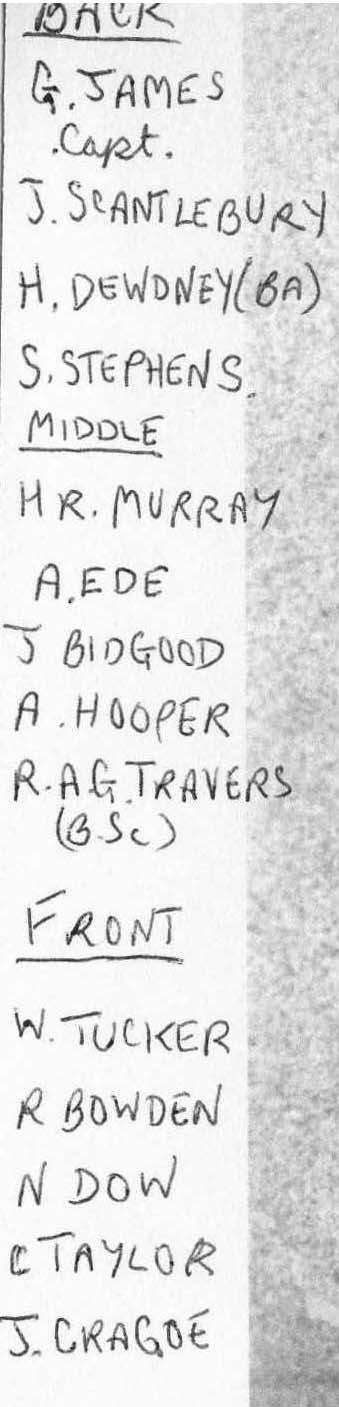 BACK
G. JAMES
.Capt.
J. SCANTLEBURY
H. DEWDNEY (BA)
S. STEPHENS.
MIDDLE
H R. MURRAY
A. EDE
J BIDGOOD
A. HOOPER
R. A G. TRAVERS
(B.Sc)
FRONT
W. TUCKER
R BOWDEN
N DOW
C TAYLOR
J. CRAGOE